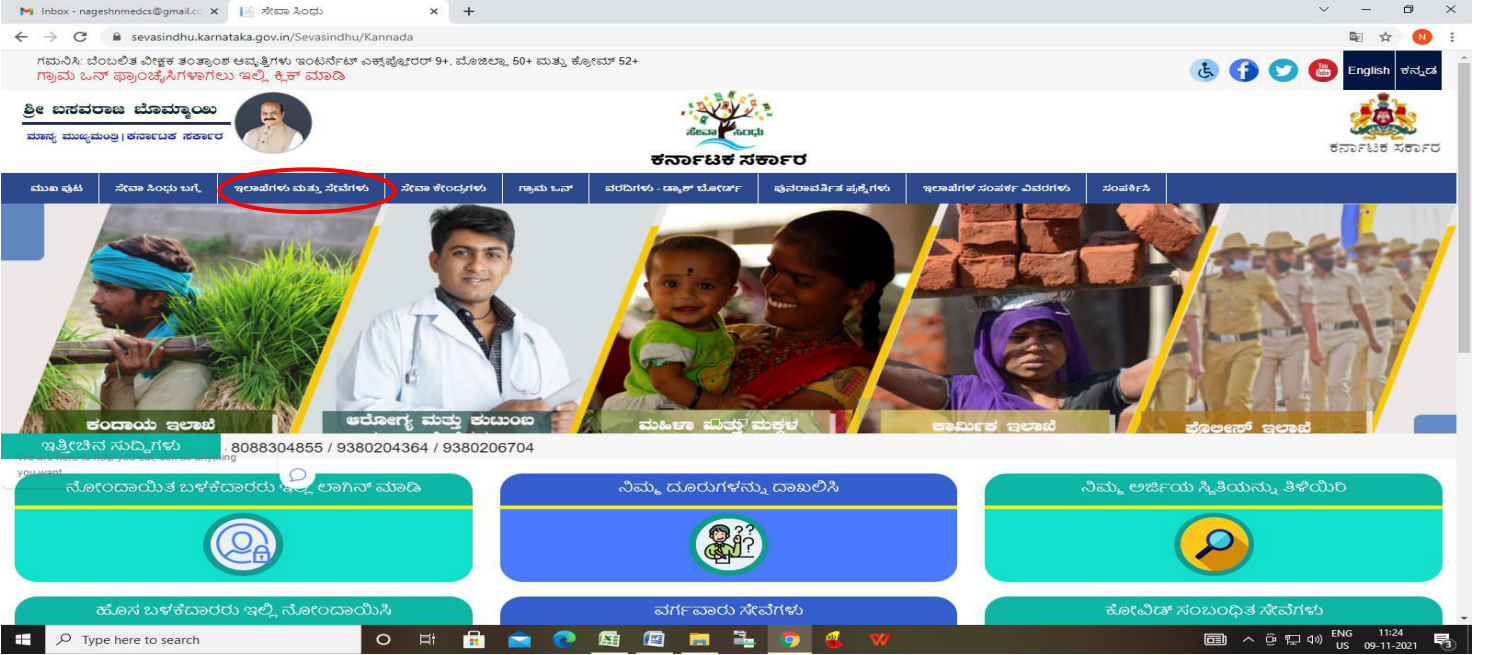 Inbox - nageshnmedcs@gmail.cc
ಸೇವಾ ಸಿಂಧು
sevasindhu.karnataka.gov.in/Sevasindhu/Kannada
N
ಗಮನಿಸಿ: ಬೆಂಬಲಿತ ವೀಕ್ಷಕ ತಂತ್ರಾಂಶ ಆವೃತ್ತಿಗಳು ಇಂಟರ್ನೆಟ್ ಎಕ್ಸ್‌ಪ್ಲೋರರ್ 9+, ಮೊಜಿಲ್ಲಾ 50+ ಮತ್ತು ಕ್ರೋಮ್ 52+
ಗ್ರಾಮ ಒನ್ ಫ್ರಾಂಚೈಸಿಗಳಾಗಲು ಇಲ್ಲಿ ಕ್ಲಿಕ್ ಮಾಡಿ
You Tube
English ಕನ್ನಡ
ಶ್ರೀ ಬಸವರಾಜ ಬೊಮ್ಮಾಯಿ
ಮಾನ್ಯ ಮುಖ್ಯಮಂತ್ರಿ | ಕರ್ನಾಟಕ ಸರ್ಕಾರ
ಸೇವಾ ಸಿಂಧು
ಕರ್ನಾಟಕ ಸರ್ಕಾರ
ಕರ್ನಾಟಕ ಸರ್ಕಾರ
ಮುಖ ಪುಟ ಸೇವಾ ಸಿಂಧು ಬಗ್ಗೆ ಇಲಾಖೆಗಳು ಮತ್ತು ಸೇವೆಗಳು ಸೇವಾ ಕೇಂದ್ರಗಳು ಗ್ರಾಮ ಒನ್ ವರದಿಗಳು - ಡ್ಯಾಶ್ ಬೋರ್ಡ್ ಪುನರಾವರ್ತಿತ ಪ್ರಶ್ನೆಗಳು ಇಲಾಖೆಗಳ ಸಂಪರ್ಕ ವಿವರಗಳು ಸಂಪರ್ಕಿಸಿ
ಕಂದಾಯ ಇಲಾಖೆ
ಆರೋಗ್ಯ ಮತ್ತು ಕುಟುಂಬ
ಮಹಿಳಾ ಮತ್ತು ಮಕ್ಕಳ
ಕಾರ್ಮಿಕ ಇಲಾಖೆ
ಪೊಲೀಸ್ ಇಲಾಖೆ
ಇತ್ತೀಚಿನ ಸುದ್ದಿಗಳು
8088304855 / 9380204364 / 9380206704
you want
ನೋಂದಾಯಿತ ಬಳಕೆದಾರರು ಇಲ್ಲಿ ಲಾಗಿನ್ ಮಾಡಿ
ನಿಮ್ಮ ದೂರುಗಳನ್ನು ದಾಖಲಿಸಿ
ನಿಮ್ಮ ಅರ್ಜಿಯ ಸ್ಥಿತಿಯನ್ನು ತಿಳಿಯಿರಿ
ಹೊಸ ಬಳಕೆದಾರರು ಇಲ್ಲಿ ನೋಂದಾಯಿಸಿ
ವರ್ಗವಾರು ಸೇವೆಗಳು
ಕೋವಿಡ್ ಸಂಬಂಧಿತ ಸೇವೆಗಳು
Type here to search
ENG 11:24
US 09-11-2021
3